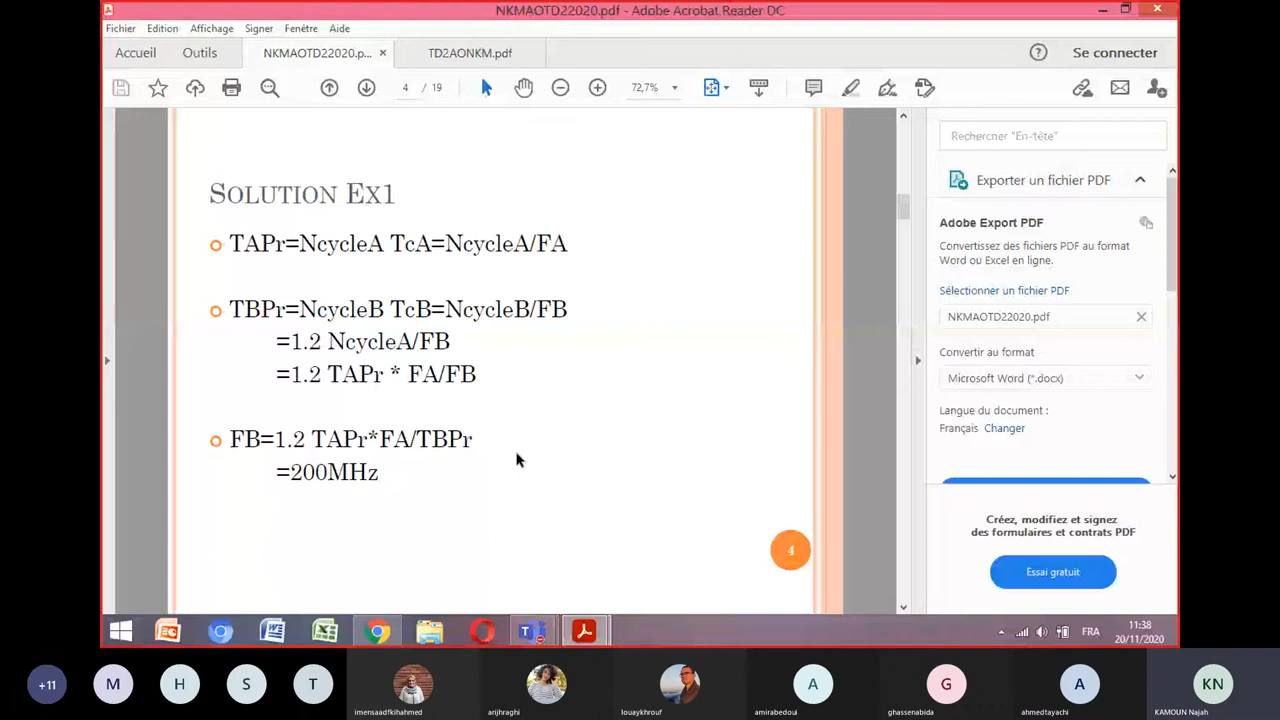 NKMAOTD22020.pdf - Adobe Acrobat Reader DC
Fichier Edition Affichage Signer Fenêtre Aide
Accueil Outils NKMAOTD22020.p... × TD2AONKM.pdf Se connecter
4 / 19 72,7%
SOLUTION EX1
TAPr=NcycleA TcA=NcycleA/FA
TBPr=NcycleB TcB=NcycleB/FB
=1.2 NcycleA/FB
=1.2 TAPr * FA/FB
FB=1.2 TAPr*FA/TBPr
=200MHz
4
Rechercher "En-tête"
Exporter un fichier PDF
Adobe Export PDF
Convertissez des fichiers PDF au format
Word ou Excel en ligne.
Sélectionner un fichier PDF
NKMAOTD22020.pdf
Convertir au format
Microsoft Word (*.docx)
Langue du document :
Français Changer
Créez, modifiez et signez
des formulaires et contrats PDF
Essai gratuit
FRA
11:38
20/11/2020
+11 M H S T A G A KN
imensaadfkihahmed arijhraghi louaykhrouf amirabedoui ghassenabida ahmedtayachi KAMOUN Najah